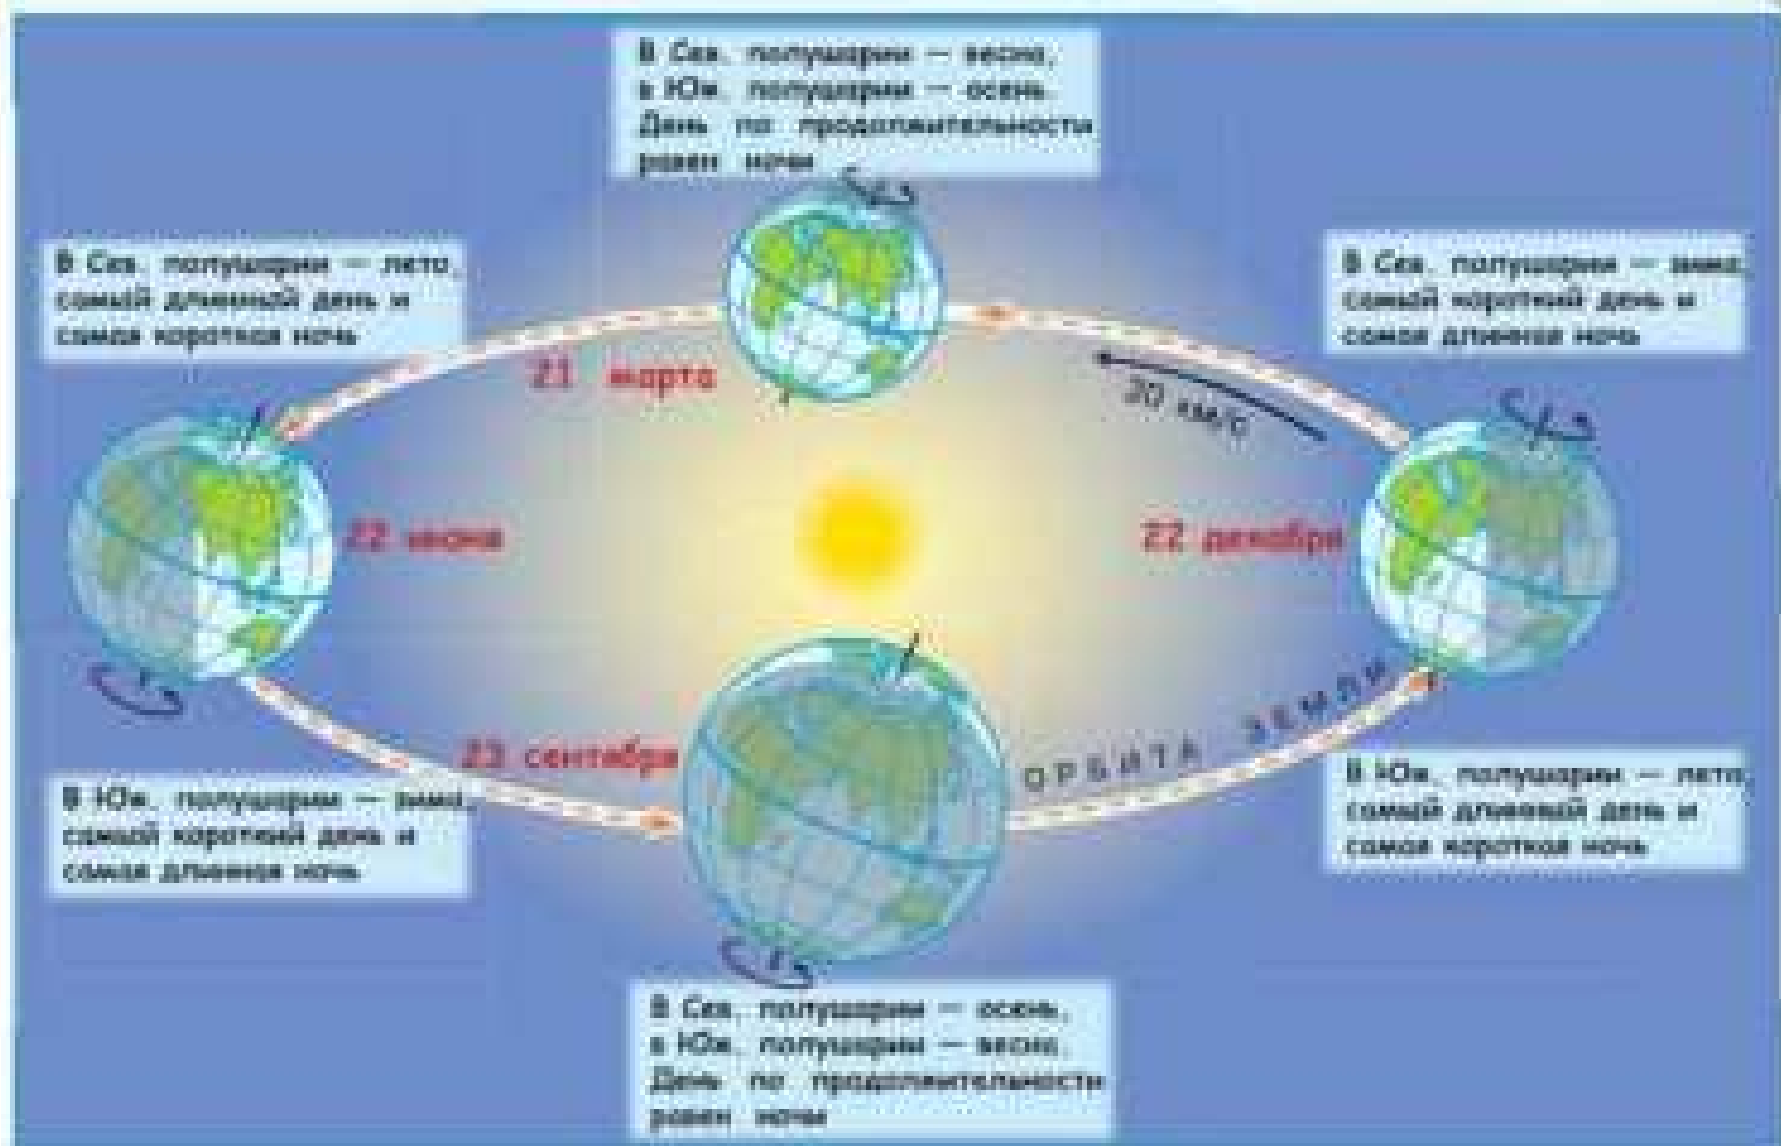 В Сев. полушарии — весна,
в Юж. полушарии — осень.
День по продолжительности
равен ночи
В Сев. полушарии — лето,
самый длинный день и
самая короткая ночь
В Сев. полушарии — зима,
самый короткий день и
самая длинная ночь
21 марта
30 км/с
22 июня
22 декабря
23 сентября
ОРБИТА ЗЕМЛИ
В Юж. полушарии — зима,
самый короткий день и
самая длинная ночь
В Юж. полушарии — лето,
самый длинный день и
самая короткая ночь
В Сев. полушарии — осень,
в Юж. полушарии — весна.
День по продолжительности
равен ночи